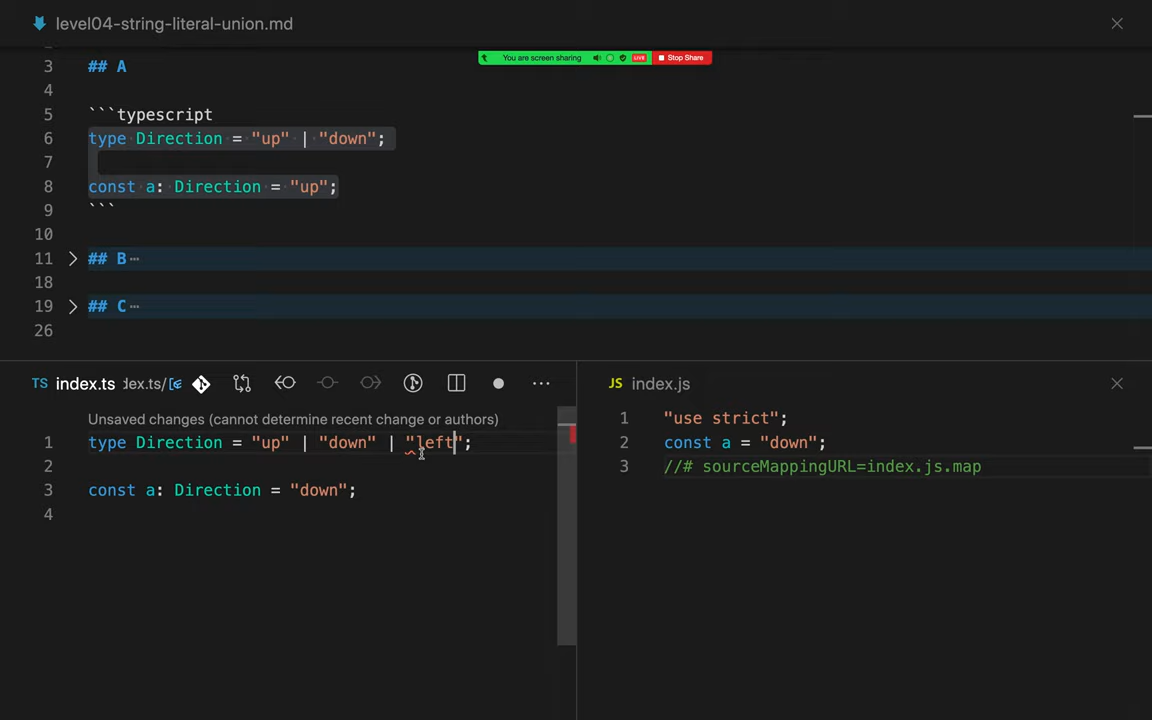 level04-string-literal-union.md
You are screen sharing LIVE Stop Share
3 ## A
4
5 ```typescript
6 type Direction = "up" | "down";
7
8 const a: Direction = "up";
9 ```
10
11 ## B
18
19 ## C
26
TS index.ts
JS index.js
Unsaved changes (cannot determine recent change or authors)
1 type Direction = "up" | "down" | "left";
2
3 const a: Direction = "down";
4
1 "use strict";
2 const a = "down";
3 //# sourceMappingURL=index.js.map